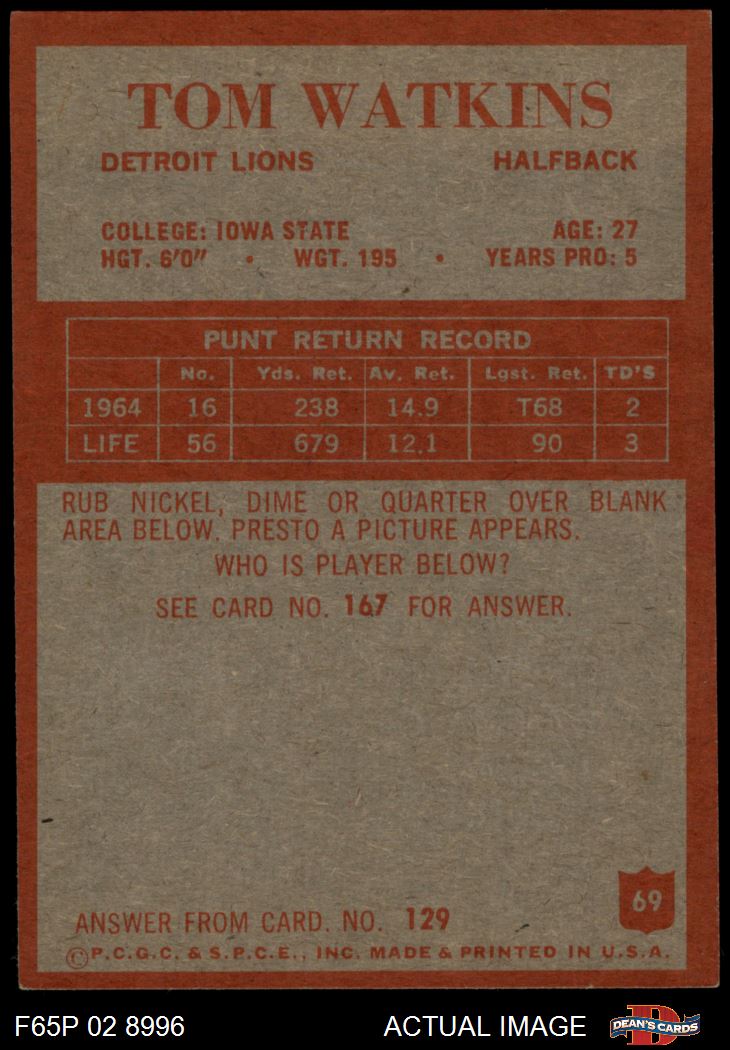 TOM WATKINS
DETROIT LIONS HALFBACK
COLLEGE: IOWA STATE AGE: 27
HGT. 6'0" • WGT. 195 • YEARS PRO: 5
PUNT RETURN RECORD
No. Yds. Ret. Av. Ret. Lgst. Ret. TD'S
1964 16 238 14.9 T68 2
LIFE 56 679 12.1 90 3
RUB NICKEL, DIME OR QUARTER OVER BLANK
AREA BELOW. PRESTO A PICTURE APPEARS.
WHO IS PLAYER BELOW?
SEE CARD NO. 167 FOR ANSWER.
69
ANSWER FROM CARD. NO. 129
©P.C.G.C. & S.P.C.E., INC. MADE & PRINTED IN U.S.A.
F65P 02 8996 ACTUAL IMAGE DEAN'S CARDS